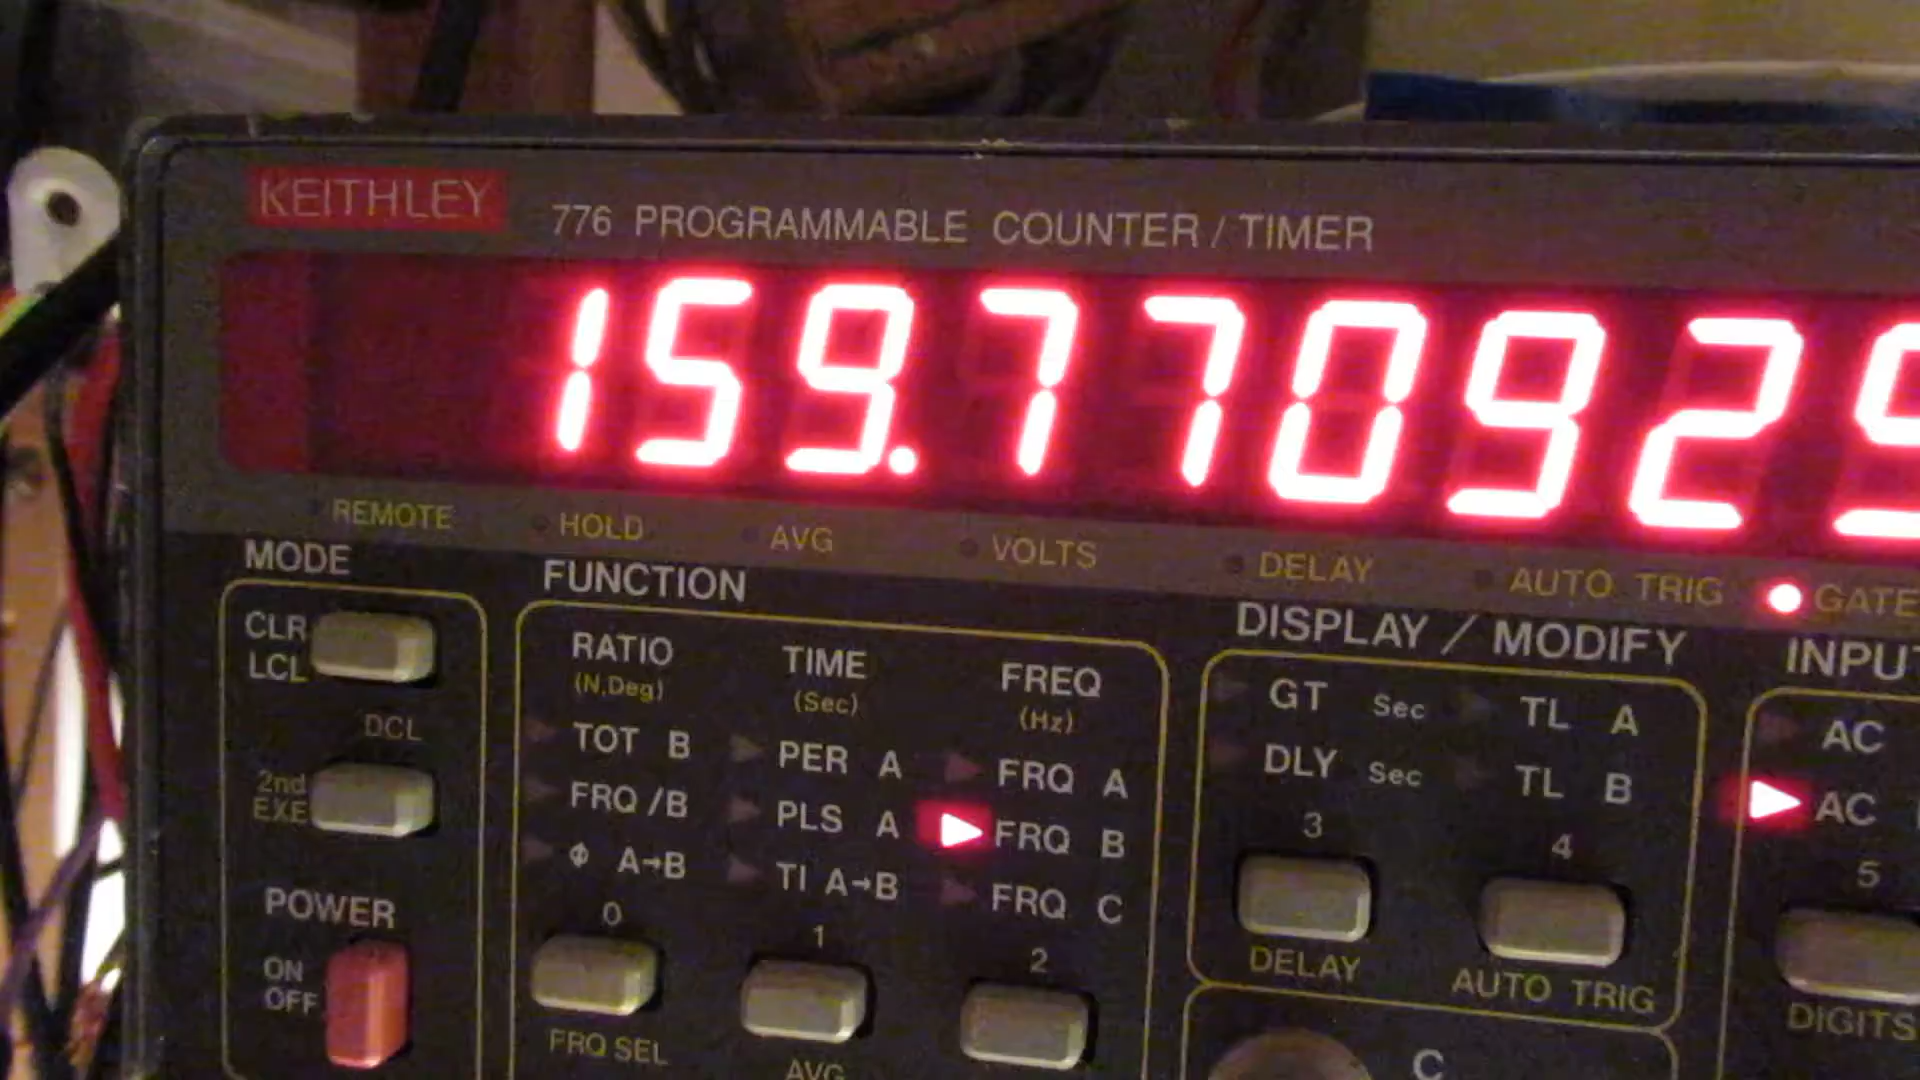 KEITHLEY 776 PROGRAMMABLE COUNTER / TIMER
159.770929
REMOTE HOLD AVG VOLTS DELAY AUTO TRIG GATE
MODE
CLR
LCL
DCL
2nd
EXE
POWER
ON
OFF
FUNCTION
RATIO TIME FREQ
(N,Deg) (Sec) (Hz)
TOT B PER A FRQ A
FRQ /B PLS A FRQ B
Φ A→B TI A→B FRQ C
0 1 2
FRQ SEL AVG
DISPLAY / MODIFY
GT Sec TL A
DLY Sec TL B
3 4
DELAY AUTO TRIG
C
AC
AC
5
DIGITS